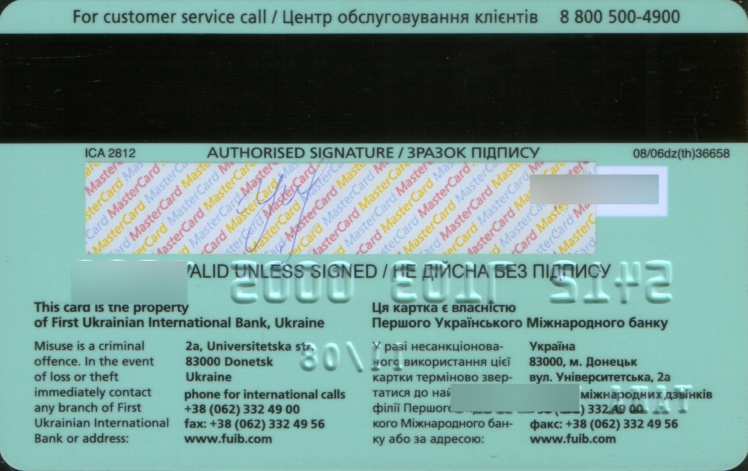 For customer service call / Центр обслуговування клієнтів 8 800 500-4900
ICA 2812
AUTHORISED SIGNATURE / ЗРАЗОК ПІДПИСУ
08/06dz(th)36658
MasterCard MasterCard MasterCard MasterCard
VALID UNLESS SIGNED / НЕ ДІЙСНА БЕЗ ПІДПИСУ
This card is the property
of First Ukrainian International Bank, Ukraine
Misuse is a criminal
offence. In the event
of loss or theft
immediately contact
any branch of First
Ukrainian International
Bank or address:
2a, Universitetska str.
83000 Donetsk
Ukraine
phone for international calls
+38 (062) 332 49 00
fax: +38 (062) 332 49 56
www.fuib.com
Ця картка є власністю
Першого Українського Міжнародного банку
У разі несанкціонова-
ного використання цієї
картки терміново звер-
татися до
філії Першого
кого Міжнародного бан-
ку або за адресою:
Україна
83000, м. Донецьк
вул. Університетська, 2а
міжнародних дзвінків
332 49 00
факс: +38 (062) 332 49 56
www.fuib.com